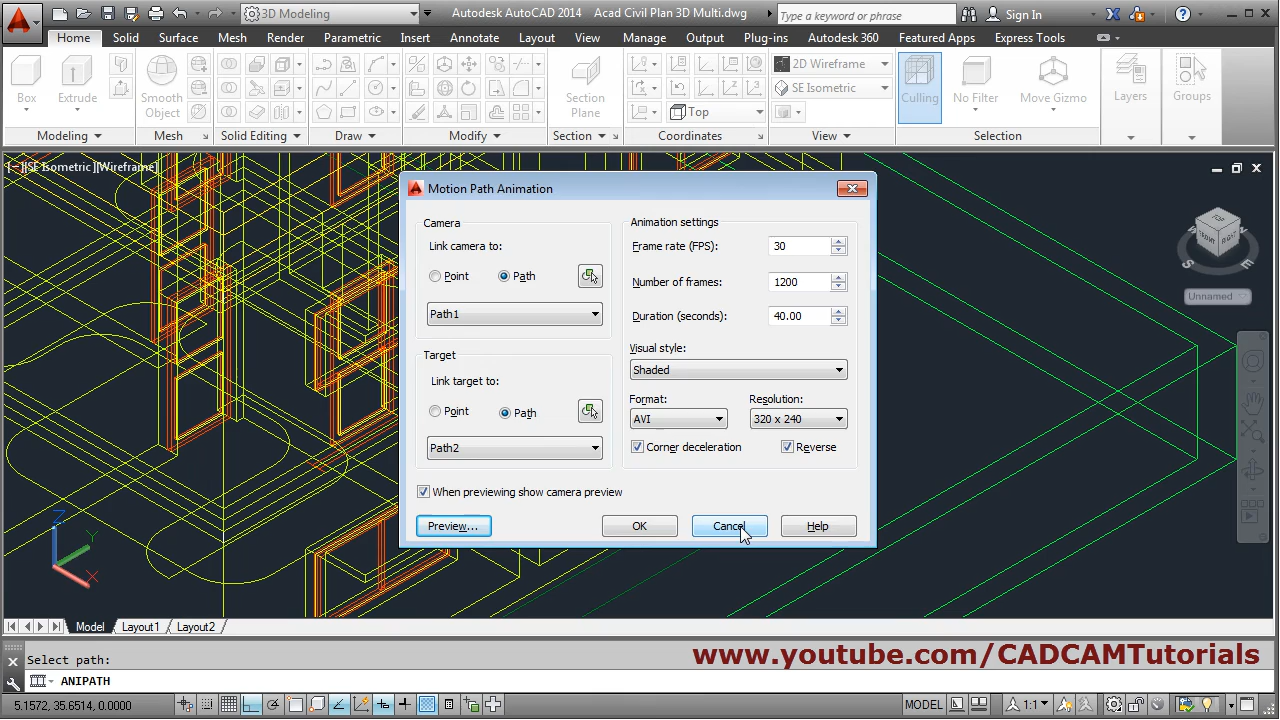 3D Modeling
Autodesk AutoCAD 2014 Acad Civil Plan 3D Multi.dwg
Type a keyword or phrase
Sign In
Home Solid Surface Mesh Render Parametric Insert Annotate Layout View Manage Output Plug-ins Autodesk 360 Featured Apps Express Tools
Box
Extrude
Smooth
Object
Section
Plane
Top
2D Wireframe
SE Isometric
Culling
No Filter
Move Gizmo
Layers
Groups
Modeling Mesh Solid Editing Draw Modify Section Coordinates View Selection
[−][SE Isometric][Wireframe]
TOP
FRONT
RIGHT
S
E
Unnamed
Motion Path Animation
Camera
Link camera to:
Point Path
Path1
Target
Link target to:
Point Path
Path2
Animation settings
Frame rate (FPS): 30
Number of frames: 1200
Duration (seconds): 40.00
Visual style:
Shaded
Format: Resolution:
AVI 320 x 240
Corner deceleration Reverse
When previewing show camera preview
Preview... OK Cancel Help
Z
Y
X
Model Layout1 Layout2
Select path:
ANIPATH
www.youtube.com/CADCAMTutorials
5.1572, 35.6514, 0.0000
MODEL
1:1